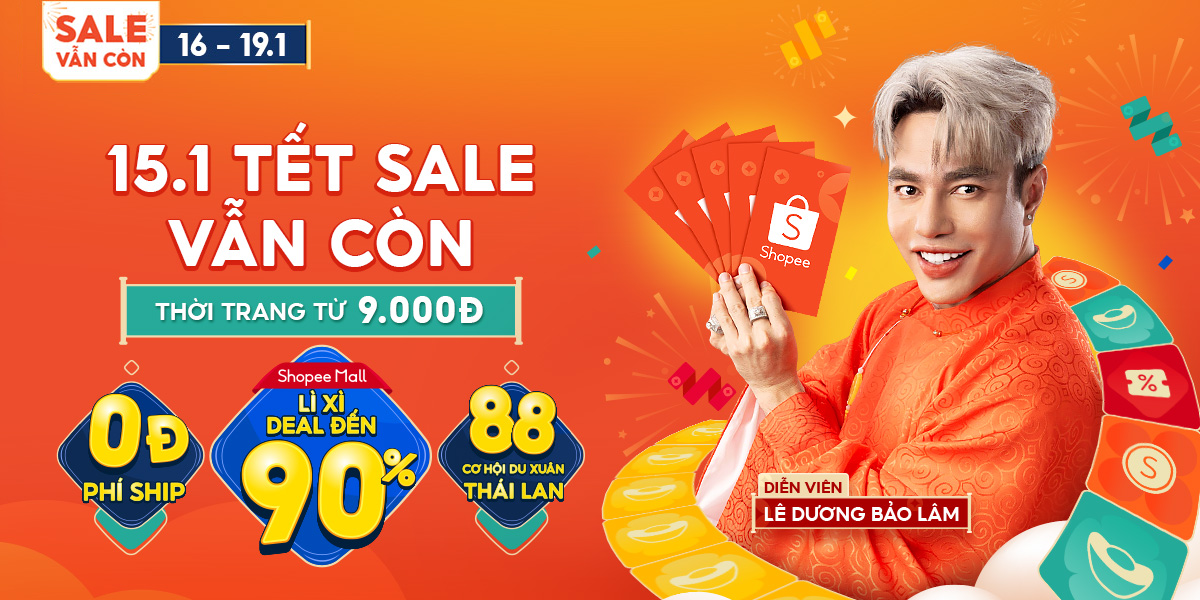 SALE
VẪN CÒN
16 – 19.1
15.1 TẾT SALE
VẪN CÒN
THỜI TRANG TỪ 9.000Đ
0Đ
PHÍ SHIP
Shopee Mall
LÌ XÌ
DEAL ĐẾN
90%
88
CƠ HỘI DU XUÂN
THÁI LAN
S
Shopee
DIỄN VIÊN
LÊ DƯƠNG BẢO LÂM
S
%
S